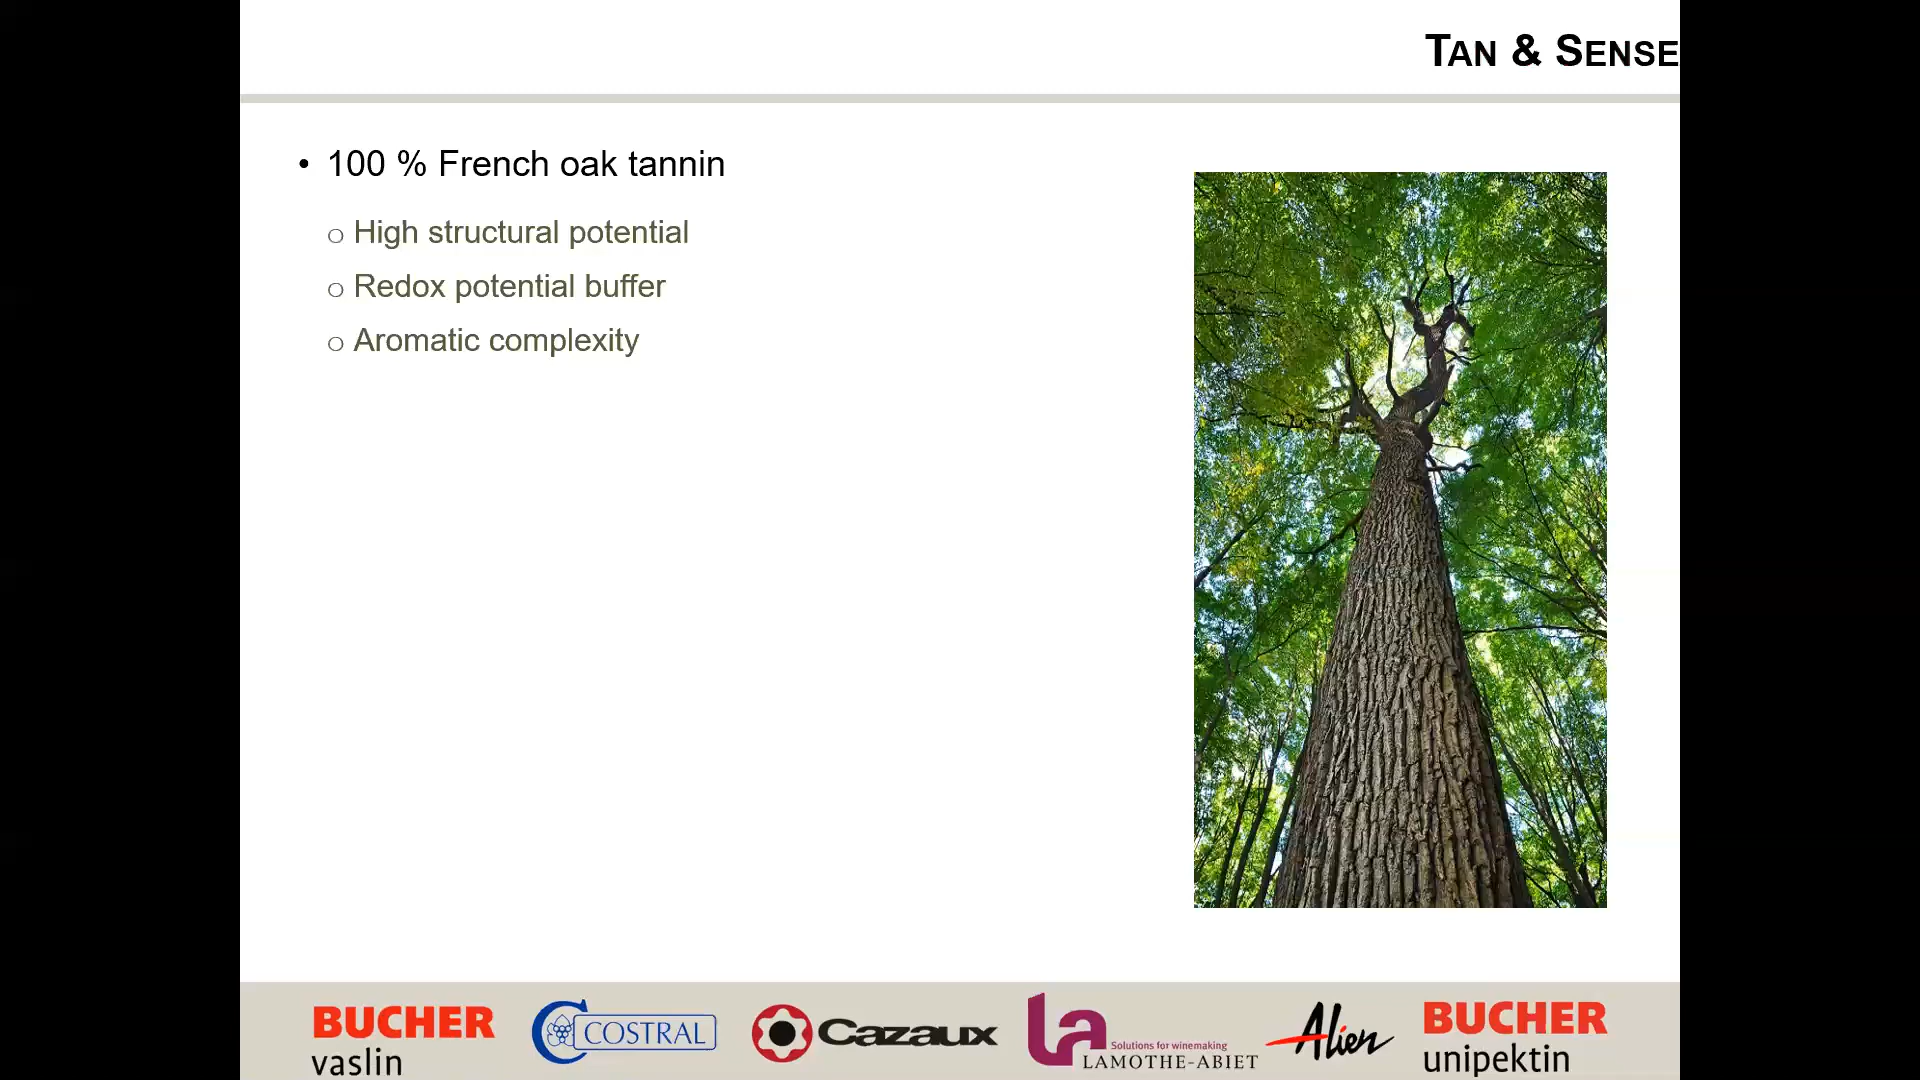 TAN & SENSE
• 100 % French oak tannin
o High structural potential
o Redox potential buffer
o Aromatic complexity
BUCHER
vaslin
COSTRAL
Cazaux
la
Solutions for winemaking
LAMOTHE-ABIET
Alien
BUCHER
unipektin